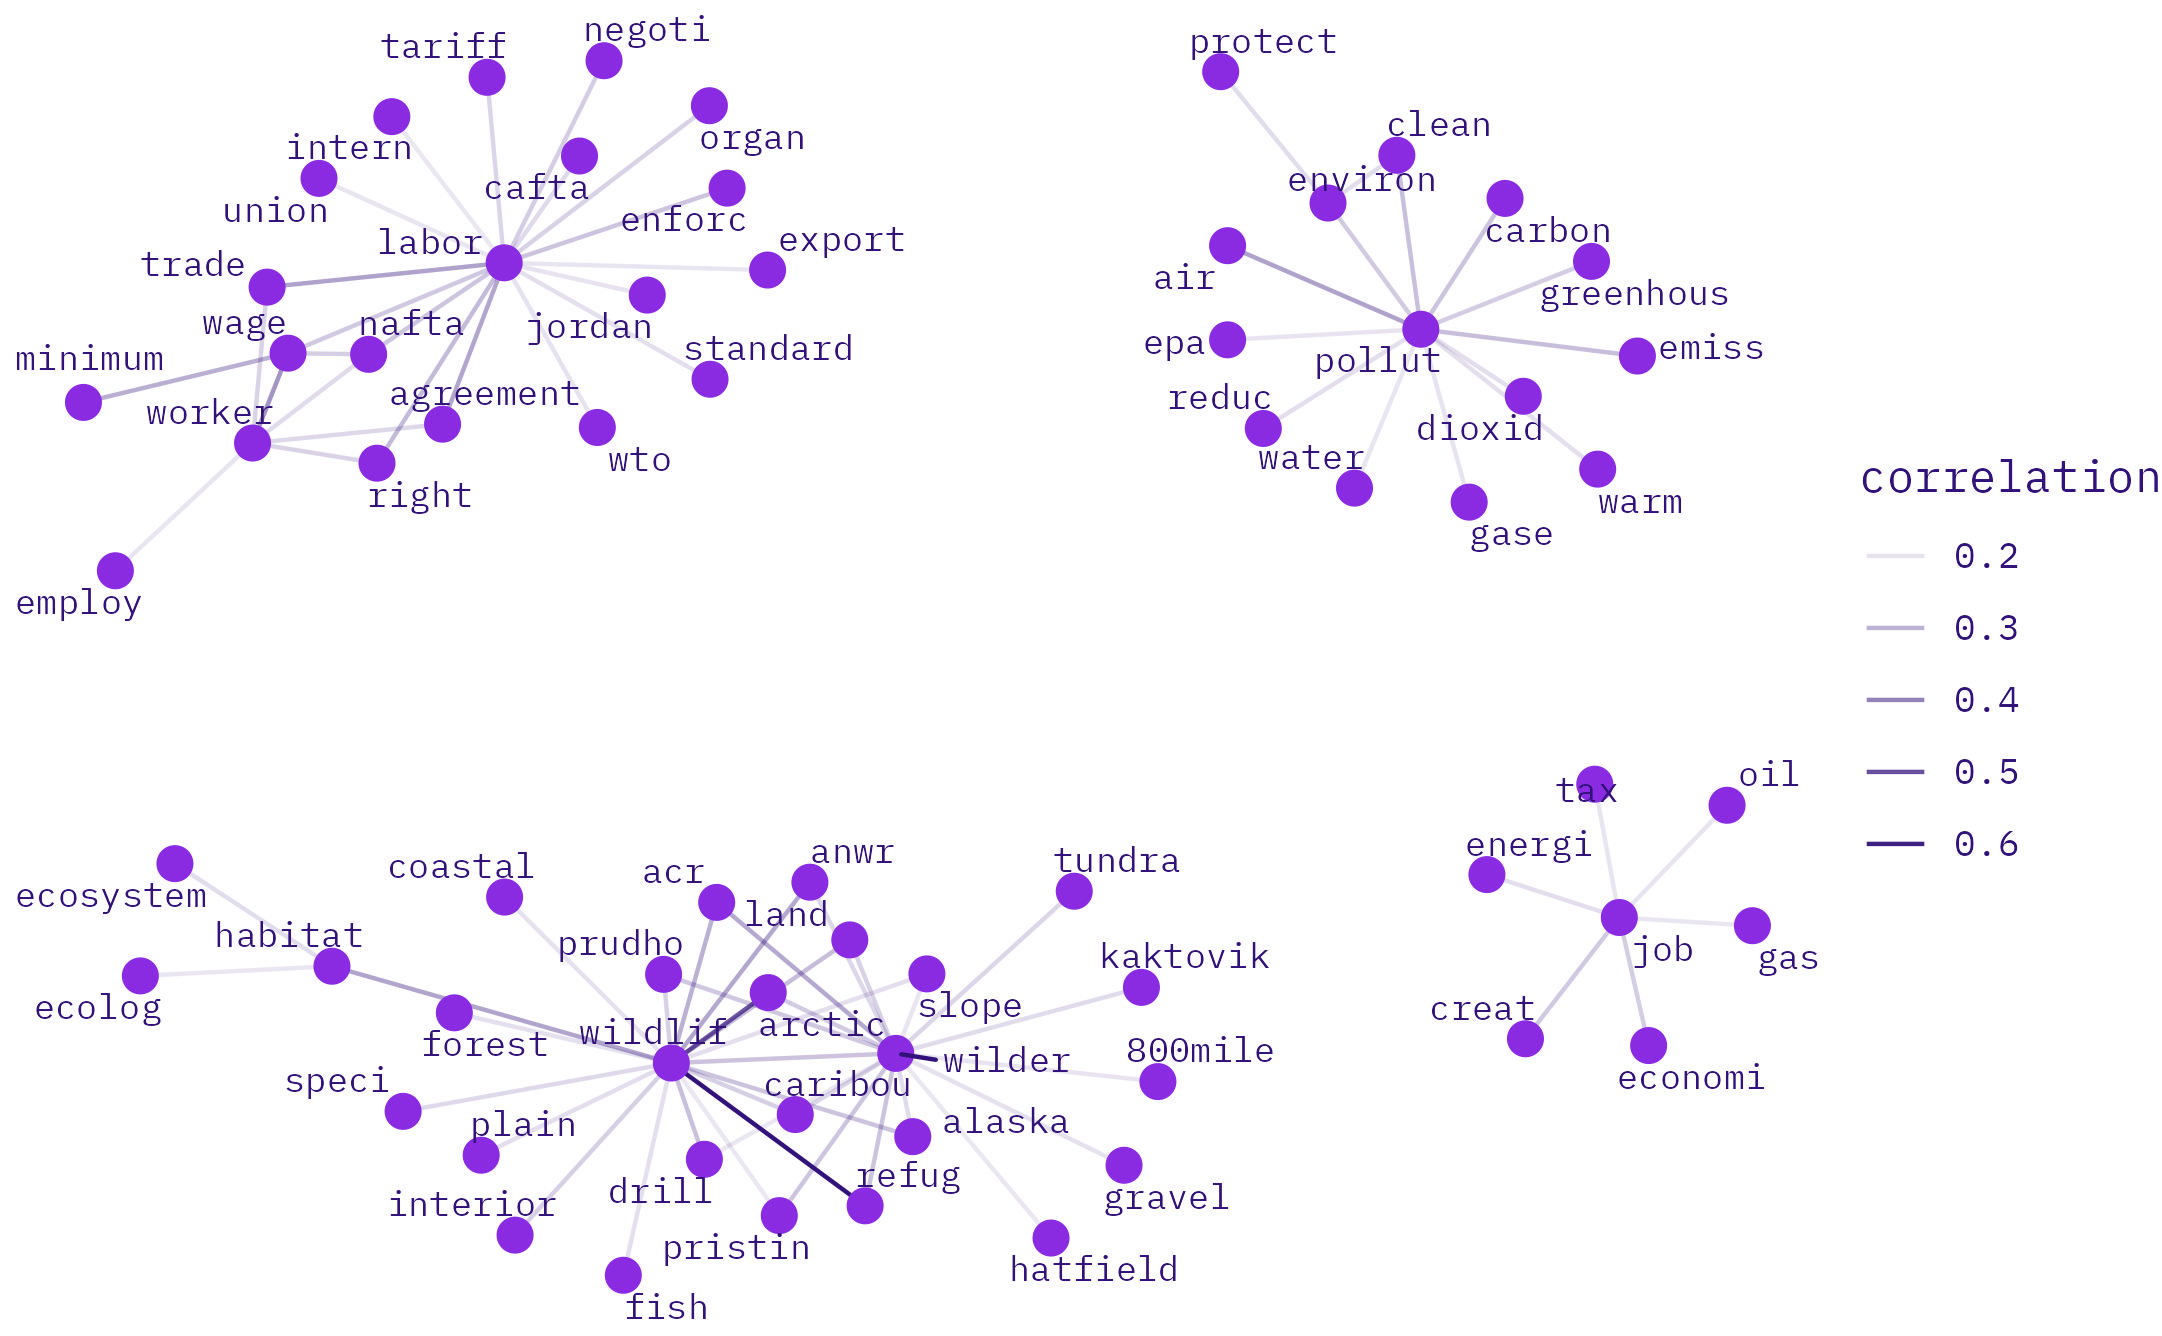 negoti
tariff
organ
intern
cafta
union
enforc
labor
export
trade
wage
nafta
jordan
minimum
standard
agreement
worker
wto
right
employ
protect
clean
environ
carbon
air
greenhous
epa
pollut
emiss
reduc
dioxid
water
warm
gase
correlation
0.2
0.3
0.4
0.5
0.6
anwr
coastal
acr
tundra
ecosystem
land
habitat
prudho
kaktovik
ecolog
slope
arctic
wildlif
forest
wilder
800mile
speci
caribou
plain
alaska
refug
drill
interior
gravel
pristin
hatfield
fish
tax
oil
energi
job
gas
creat
economi